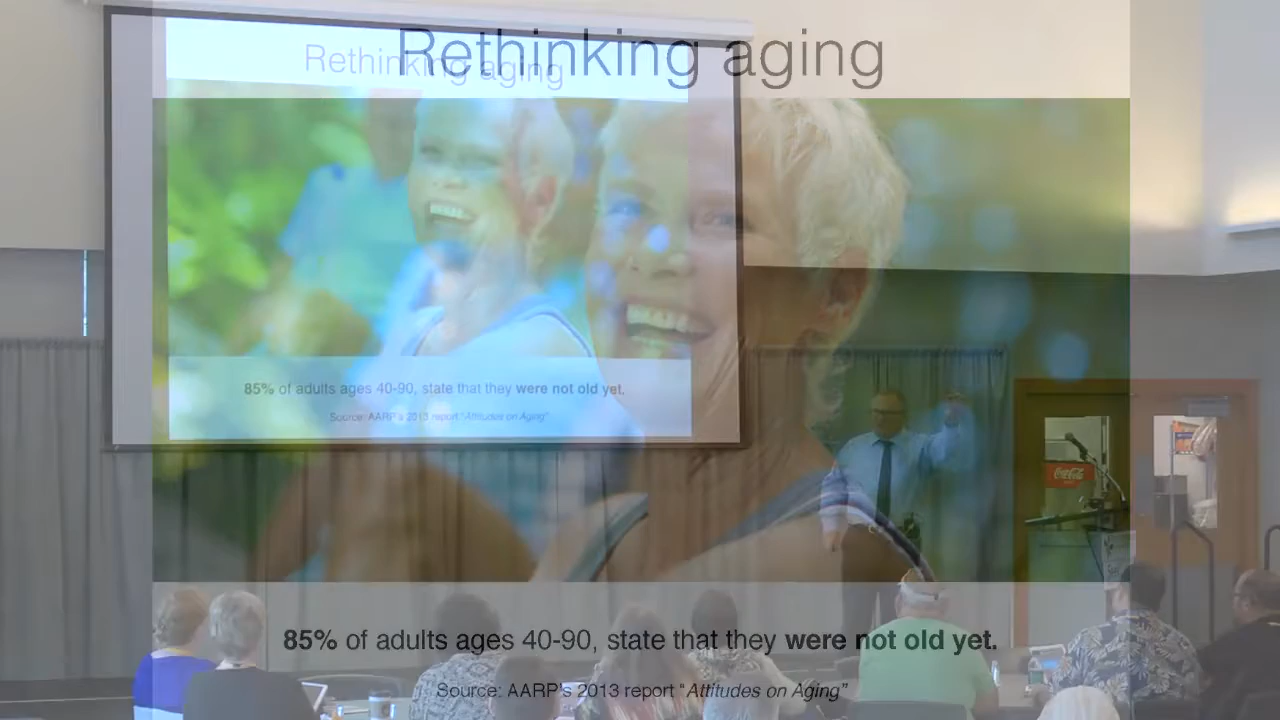 Rethinking aging
Rethinking aging
85% of adults ages 40-90, state that they were not old yet.
Source: AARP's 2013 report "Attitudes on Aging"
Coca-Cola
85% of adults ages 40-90, state that they were not old yet.
Source: AARP's 2013 report “Attitudes on Aging”